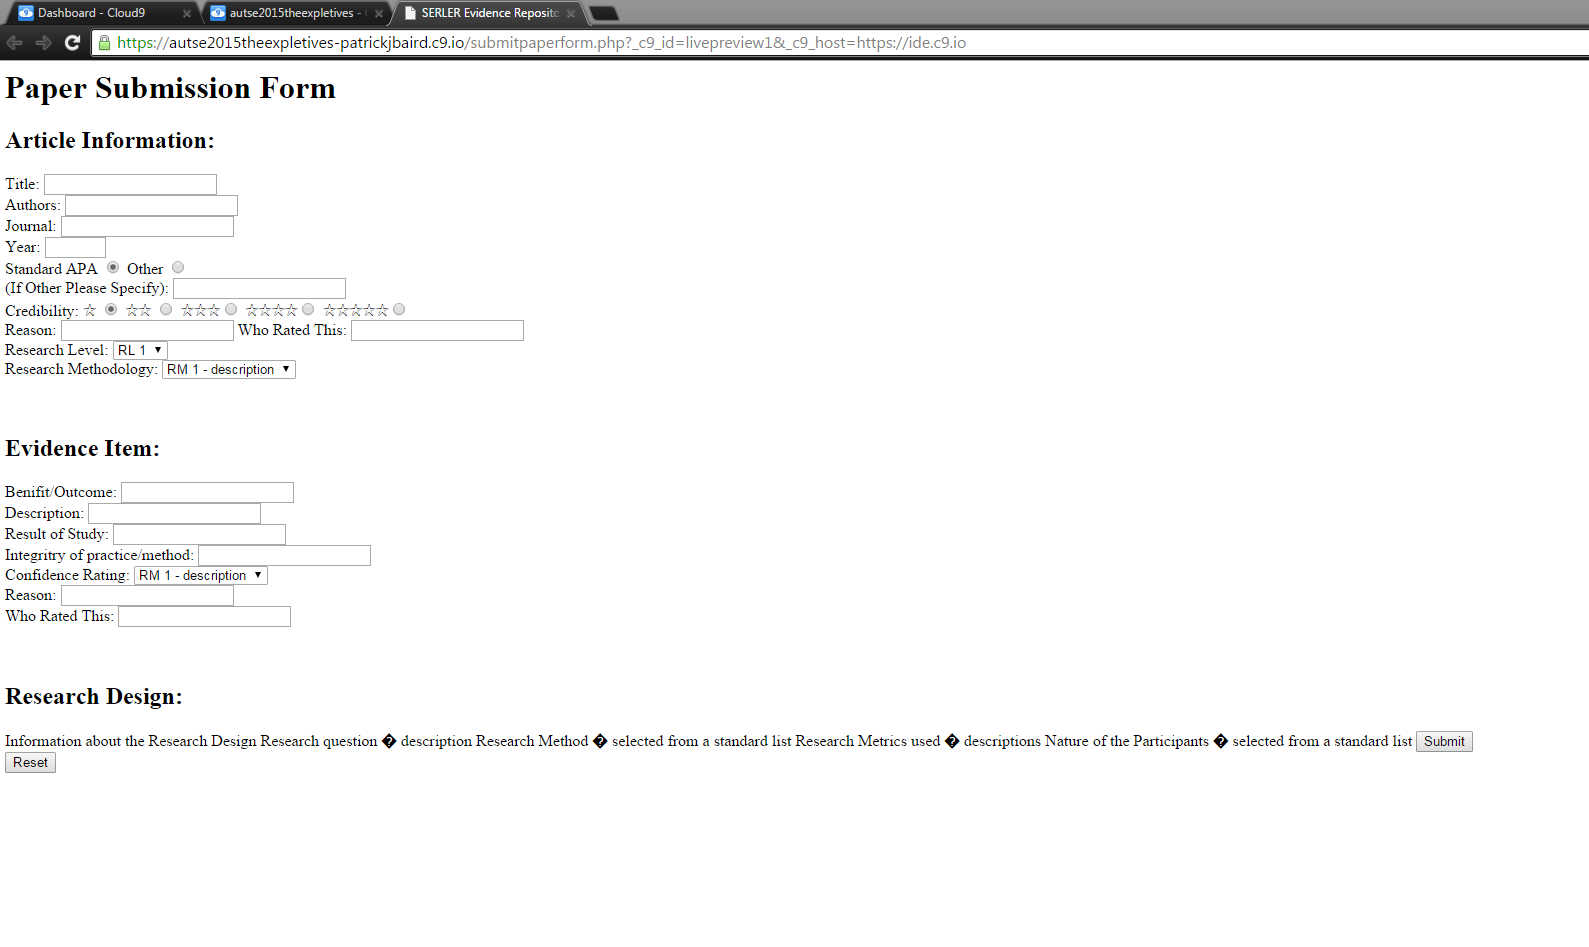 Dashboard - Cloud9
autse2015theexpletives -
SERLER Evidence Reposito
https://autse2015theexpletives-patrickjbaird.c9.io/submitpaperform.php?_c9_id=livepreview1&_c9_host=https://ide.c9.io
Paper Submission Form
Article Information:
Title:
Authors:
Journal:
Year:
Standard APA Other
(If Other Please Specify):
Credibility: ☆ ☆☆ ☆☆☆ ☆☆☆☆ ☆☆☆☆☆
Reason: Who Rated This:
Research Level: RL 1
Research Methodology: RM 1 - description
Evidence Item:
Benifit/Outcome:
Description:
Result of Study:
Integritry of practice/method:
Confidence Rating: RM 1 - description
Reason:
Who Rated This:
Research Design:
Information about the Research Design Research question � description Research Method � selected from a standard list Research Metrics used � descriptions Nature of the Participants � selected from a standard list Submit
Reset